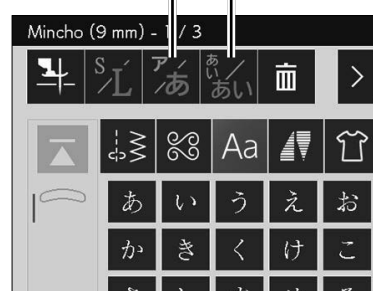 Mincho (9 mm) - 1 / 3
S/L ア/あ あい/あい >
Aa
あ い う え お
か き く け こ